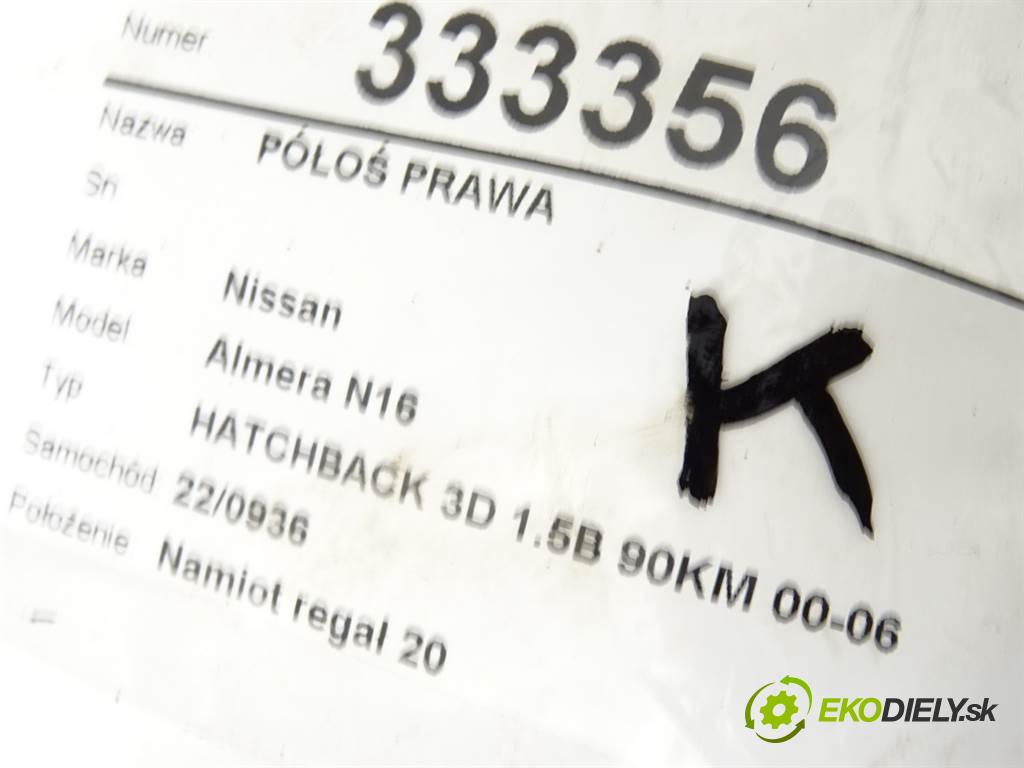 Numer 333356
Nazwa PÓŁOŚ PRAWA
Sn
Marka Nissan
Model Almera N16
Typ HATCHBACK 3D 1.5B 90KM 00-06
Samochód 22/0936
Położenie Namiot regał 20
K
EKODIELY.sk